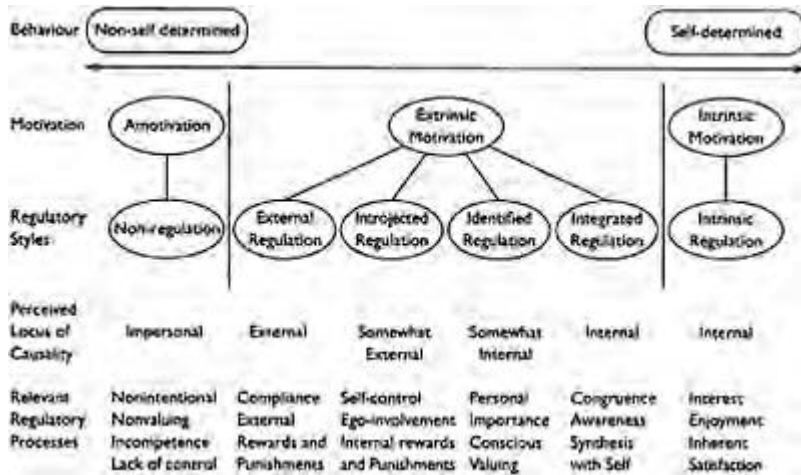 Behaviour Non-self determined Self-determined
Motivation Amotivation Extrinsic Motivation Intrinsic Motivation
Regulatory Styles Non-regulation External Regulation Introjected Regulation Identified Regulation Integrated Regulation Intrinsic Regulation
Perceived Locus of Causality Impersonal External Somewhat External Somewhat Internal Internal Internal
Relevant Nonintentional Compliance Self-control Personal Congruence Interest
Regulatory Nonvaluing External Ego-involvement Importance Awareness Enjoyment
Processes Incompetence Rewards and Internal rewards Conscious Synthesis Inherent
Lack of control Punishments and Punishments Valuing with Self Satisfaction